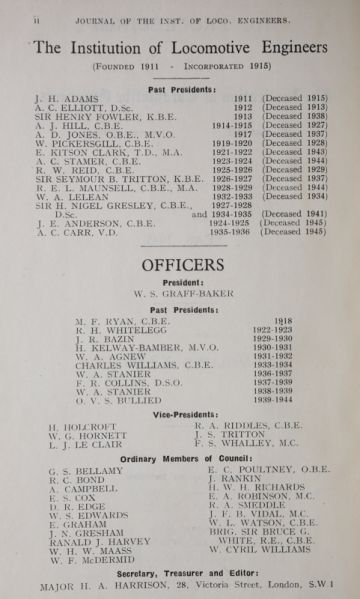 ii JOURNAL OF THE INST. OF LOCO. ENGINEERS.
The Institution of Locomotive Engineers
(FOUNDED 1911 - INCORPORATED 1915)
Past Presidents:
J. H. ADAMS 1911 (Deceased 1915)
A. C. ELLIOTT, D.Sc. 1912 (Deceased 1913)
SIR HENRY FOWLER, K.B.E. 1913 (Deceased 1938)
A. J. HILL, C.B.E. 1914-1915 (Deceased 1927)
A. D. JONES, O.B.E., M.V.O. 1917 (Deceased 1937)
W. PICKERSGILL, C.B.E. 1919-1920 (Deceased 1928)
E. KITSON CLARK, T.D., M.A. 1921-1922 (Deceased 1943)
A. C. STAMER, C.B.E. 1923-1924 (Deceased 1944)
R. W. REID, C.B.E. 1925-1926 (Deceased 1929)
SIR SEYMOUR B. TRITTON, K.B.E. 1926-1927 (Deceased 1937)
R. E. L. MAUNSELL, C.B.E., M.A. 1928-1929 (Deceased 1944)
W. A. LELEAN 1932-1933 (Deceased 1934)
SIR H. NIGEL GRESLEY, C.B.E., 1927-1928
D.Sc. and 1934-1935 (Deceased 1941)
J. E. ANDERSON, C.B.E. 1924-1925 (Deceased 1945)
A. C. CARR, V.D. 1935-1936 (Deceased 1945)
OFFICERS
President:
W. S. GRAFF-BAKER
Past Presidents:
M. F. RYAN, C.B.E. 1918
R. H. WHITELEGG 1922-1923
J. R. BAZIN 1929-1930
H. KELWAY-BAMBER, M.V.O. 1930-1931
W. A. AGNEW 1931-1932
CHARLES WILLIAMS, C.B.E. 1933-1934
W. A. STANIER 1936-1937
F. R. COLLINS, D.S.O. 1937-1939
W. A. STANIER 1938-1939
O. V. S. BULLIED 1939-1944
Vice-Presidents:
H. HOLCROFT R. A. RIDDLES, C.B.E.
W. G. HORNETT J. S. TRITTON
L. J. LE CLAIR F. S. WHALLEY, M.C.
Ordinary Members of Council:
G. S. BELLAMY E. C. POULTNEY, O.B.E.
R. C. BOND J. RANKIN
A. CAMPBELL H. W. H. RICHARDS
E. S. COX E. A. ROBINSON, M.C.
D. R. EDGE R. A. SMEDDLE
W. S. EDWARDS J. F. B. VIDAL, M.C.
E. GRAHAM W. L. WATSON, C.B.E.
J. N. GRESHAM BRIG. SIR BRUCE G.
RANALD J. HARVEY WHITE, R.E., C.B.E.
W. H. W. MAASS W. CYRIL WILLIAMS
W. F. McDERMID
Secretary, Treasurer and Editor:
MAJOR H. A. HARRISON, 28, Victoria Street, London, S.W 1